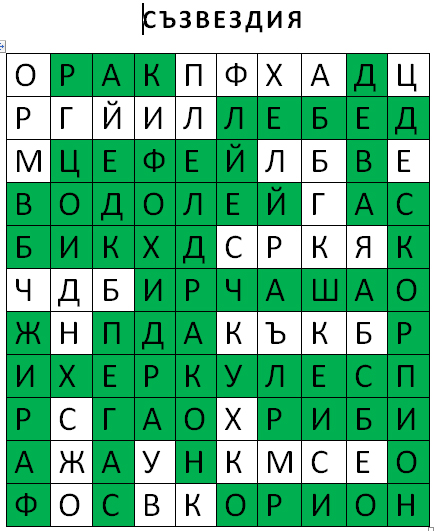 СЪЗВЕЗДИЯ
О Р А К П Ф Х А Д Ц
Р Г Й И Л Л Е Б Е Д
М Ц Е Ф Е Й Л Б В Е
В О Д О Л Е Й Г А С
Б И К Х Д С Р К Я К
Ч Д Б И Р Ч А Ш А О
Ж Н П Д А К Ъ К Б Р
И Х Е Р К У Л Е С П
Р С Г А О Х Р И Б И
А Ж А У Н К М С Е О
Ф О С В К О Р И О Н